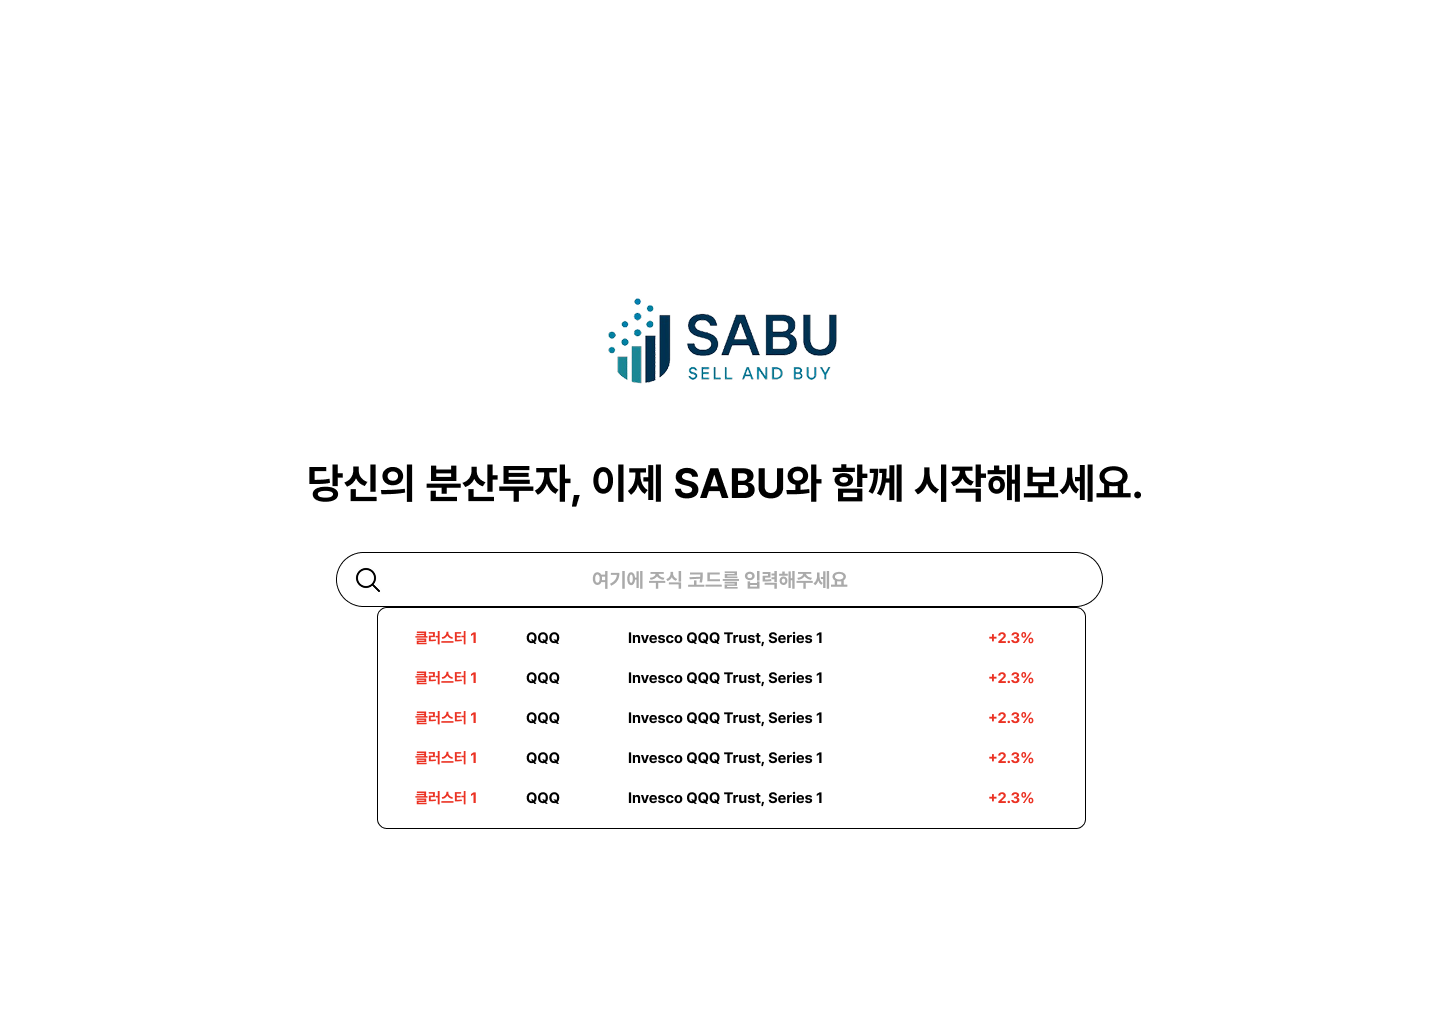 SABU
SELL AND BUY
당신의 분산투자, 이제 SABU와 함께 시작해보세요.
여기에 주식 코드를 입력해주세요
클러스터 1 QQQ Invesco QQQ Trust, Series 1 +2.3%
클러스터 1 QQQ Invesco QQQ Trust, Series 1 +2.3%
클러스터 1 QQQ Invesco QQQ Trust, Series 1 +2.3%
클러스터 1 QQQ Invesco QQQ Trust, Series 1 +2.3%
클러스터 1 QQQ Invesco QQQ Trust, Series 1 +2.3%